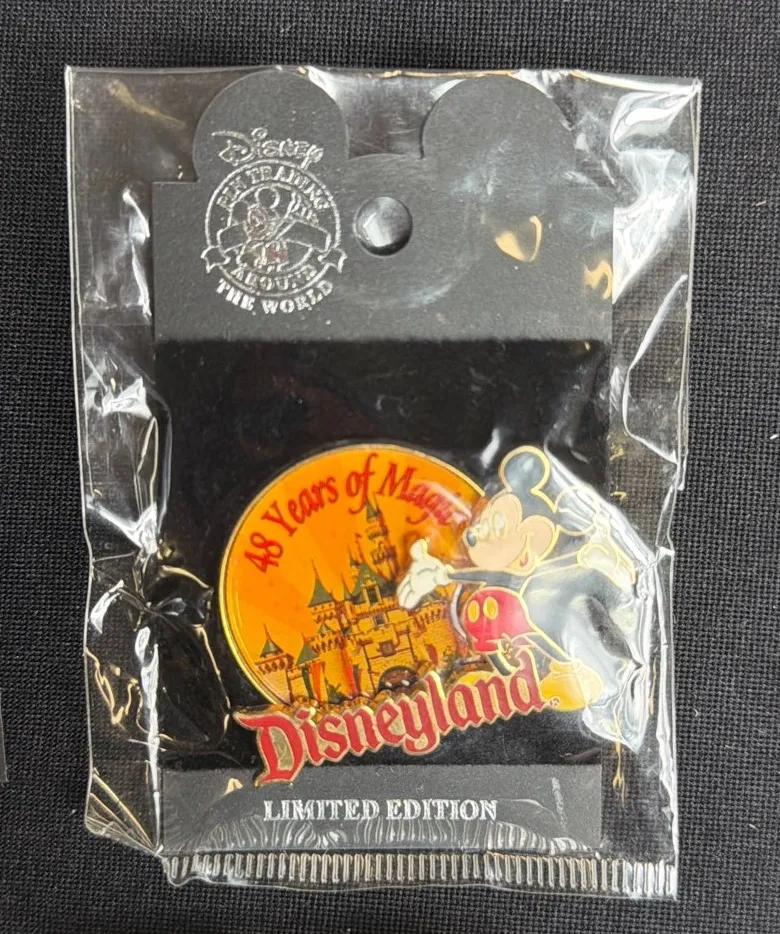 Disney
PIN TRADING
AROUND
THE WORLD
48 Years of Magic
Disneyland®
LIMITED EDITION